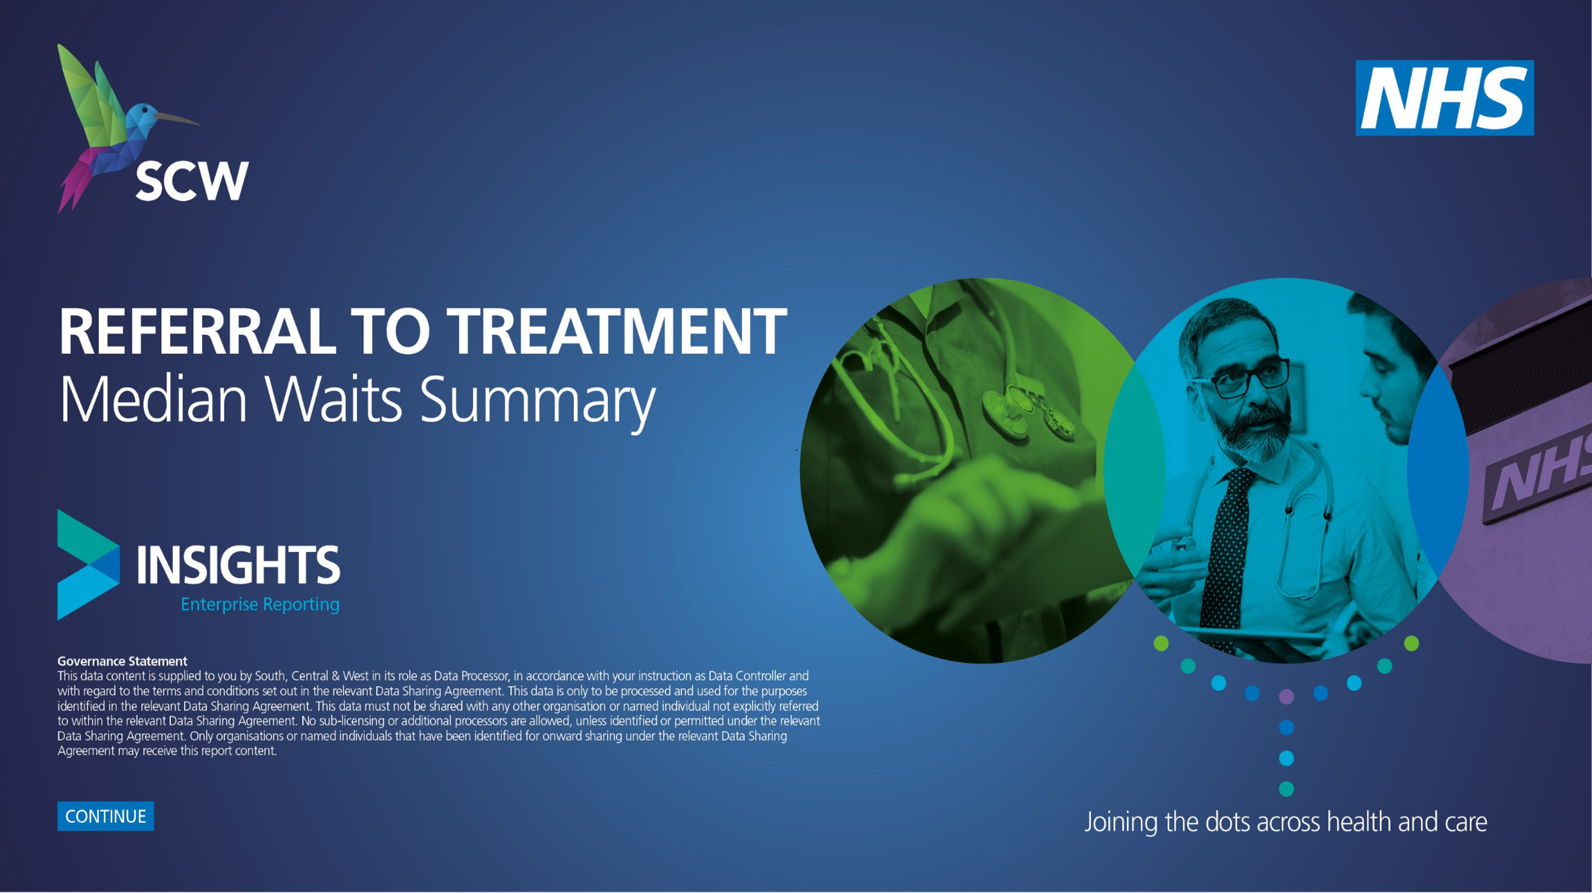 NHS
SCW
REFERRAL TO TREATMENT
Median Waits Summary
NHS
INSIGHTS
Enterprise Reporting
Governance Statement
This data content is supplied to you by South, Central & West in its role as Data Processor, in accordance with your instruction as Data Controller and
with regard to the terms and conditions set out in the relevant Data Sharing Agreement. This data is only to be processed and used for the purposes
identified in the relevant Data Sharing Agreement. This data must not be shared with any other organisation or named individual not explicitly referred
to within the relevant Data Sharing Agreement. No sub-licensing or additional processors are allowed, unless identified or permitted under the relevant
Data Sharing Agreement. Only organisations or named individuals that have been identified for onward sharing under the relevant Data Sharing
Agreement may receive this report content.
CONTINUE
Joining the dots across health and care